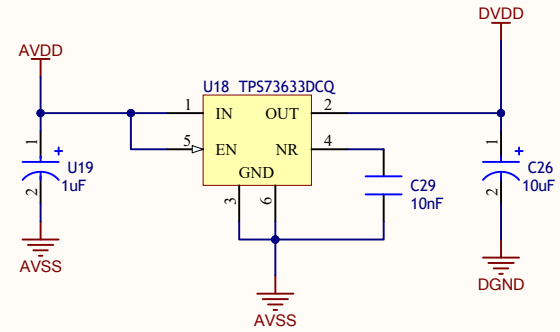 DVDD
AVDD
U18 TPS73633DCQ
1 IN OUT 2
5 EN NR 4
GND
3 6
1 + U19 1uF 2
C29
10nF
1 + C26 10uF 2
AVSS
AVSS
DGND